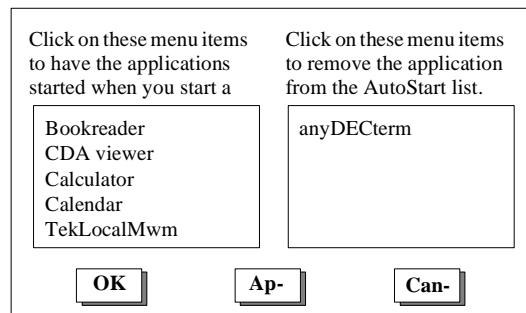 Click on these menu items
to have the applications
started when you start a
Click on these menu items
to remove the application
from the AutoStart list.
Bookreader
CDA viewer
Calculator
Calendar
TekLocalMwm
anyDECterm
OK
Ap-
Can-